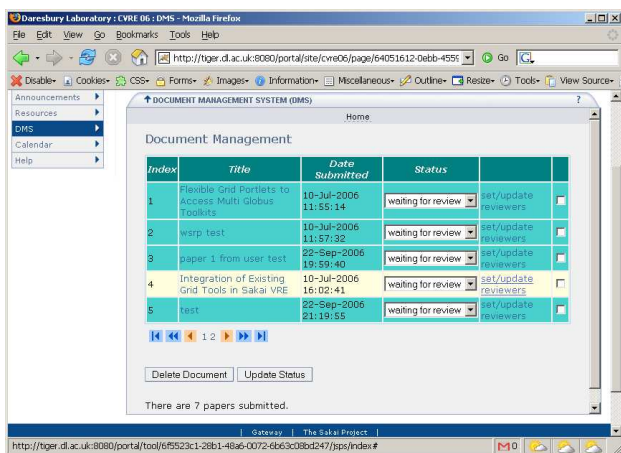 Daresbury Laboratory : CVRE 06 : DMS - Mozilla Firefox
File Edit View Go Bookmarks Tools Help
http://tiger.dl.ac.uk:8080/portal/site/cvre06/page/64051612-0ebb-4559 Go G
Disable Cookies CSS Forms Images Information Miscellaneous Outline Resize Tools View Source
Announcements
Resources
DMS
Calendar
Help
DOCUMENT MANAGEMENT SYSTEM (DMS) ?
Home
Document Management
Index Title Date Submitted Status
1 Flexible Grid Portlets to Access Multi Globus Toolkits 10-Jul-2006 11:55:14 waiting for review set/update reviewers
2 wsrp test 10-Jul-2006 11:57:32 waiting for review set/update reviewers
3 paper 1 from user test 22-Sep-2006 19:59:40 waiting for review set/update reviewers
4 Integration of Existing Grid Tools in Sakai VRE 10-Jul-2006 16:02:41 waiting for review set/update reviewers
5 test 22-Sep-2006 21:19:55 waiting for review set/update reviewers
1 2
Delete Document Update Status
There are 7 papers submitted.
| Gateway | The Sakai Project |
http://tiger.dl.ac.uk:8080/portal/tool/6f5523c1-28b1-48a6-0072-6b63c08bd247/jsps/index# M 0